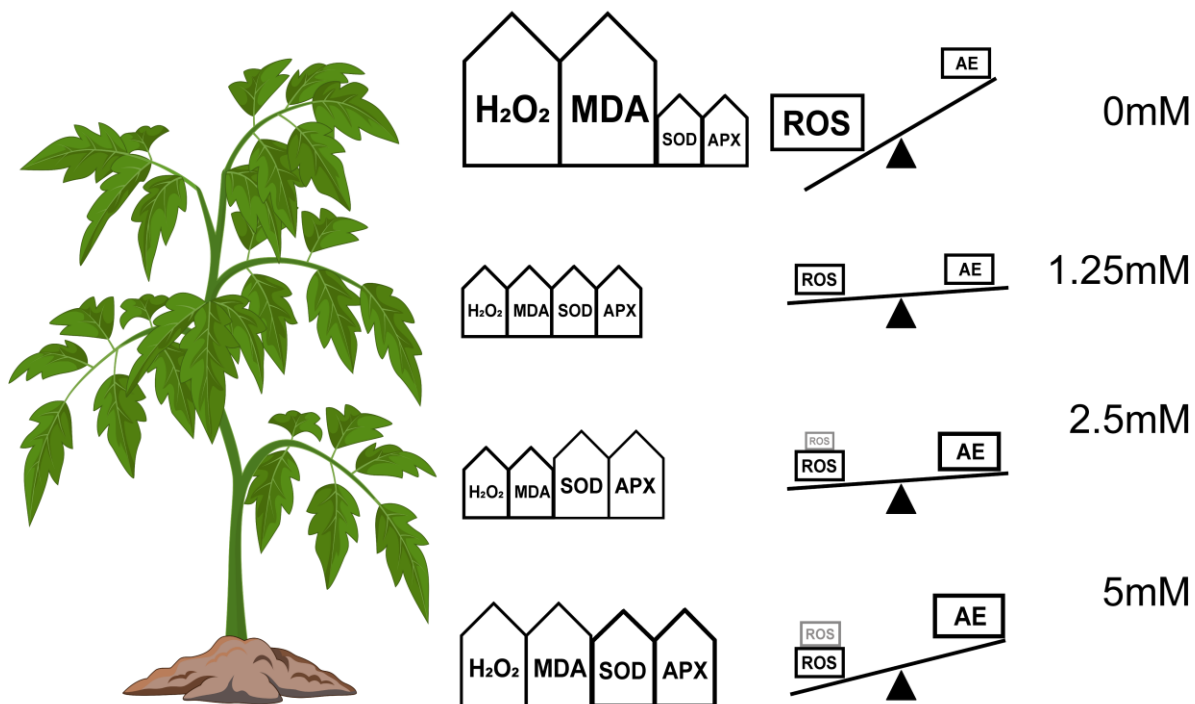 H₂O₂ MDA SOD APX ROS AE 0mM
H₂O₂ MDA SOD APX ROS AE 1.25mM
H₂O₂ MDA SOD APX ROS ROS AE 2.5mM
H₂O₂ MDA SOD APX ROS ROS AE 5mM